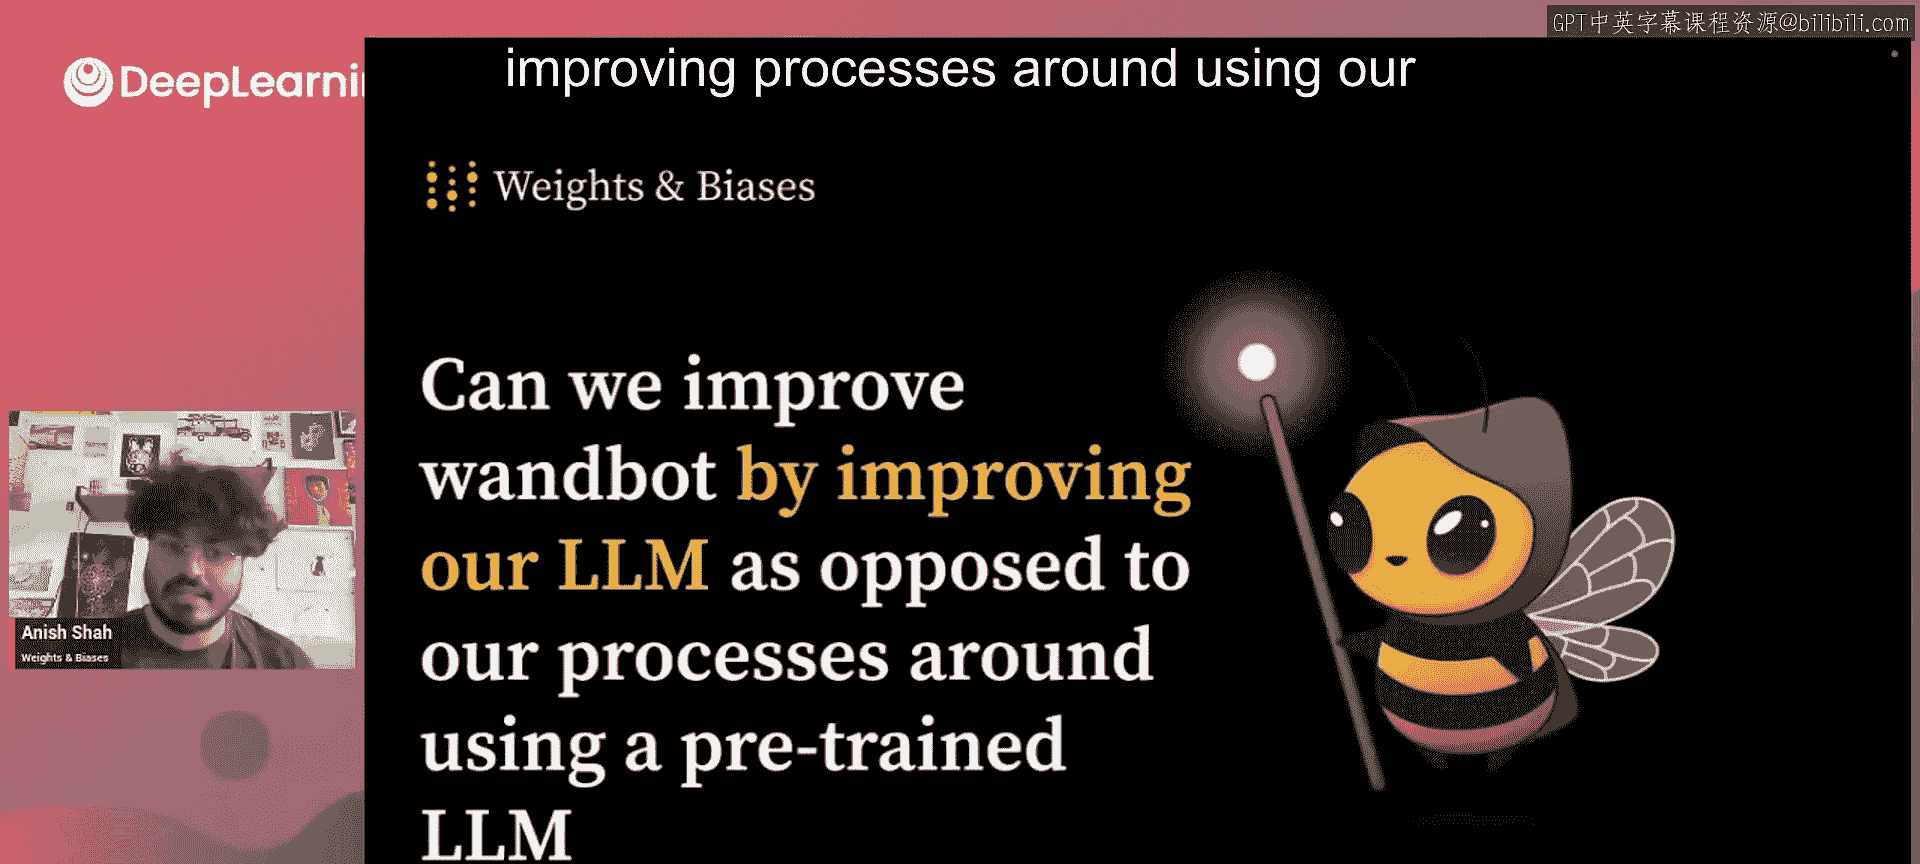 GPT中英字幕课程资源@bilibili.com
improving processes around using our
DeepLearni
Weights & Biases
Can we improve
wandbot by improving
our LLM as opposed to
our processes around
using a pre-trained
LLM
Anish Shah
Weights & Biases